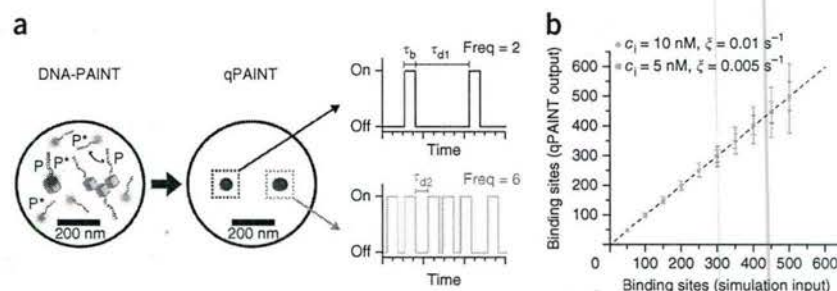 a
DNA-PAINT
qPAINT
P*
P
P*
P
P*
200 nm
200 nm
τb
τd1
Freq = 2
On
Off
Time
τd2
Freq = 6
On
Off
Time
b
ci = 10 nM, ξ = 0.01 s⁻¹
ci = 5 nM, ξ = 0.005 s⁻¹
Binding sites (qPAINT output)
600
500
400
300
200
100
0 100 200 300 400 500 600
Binding sites (simulation input)